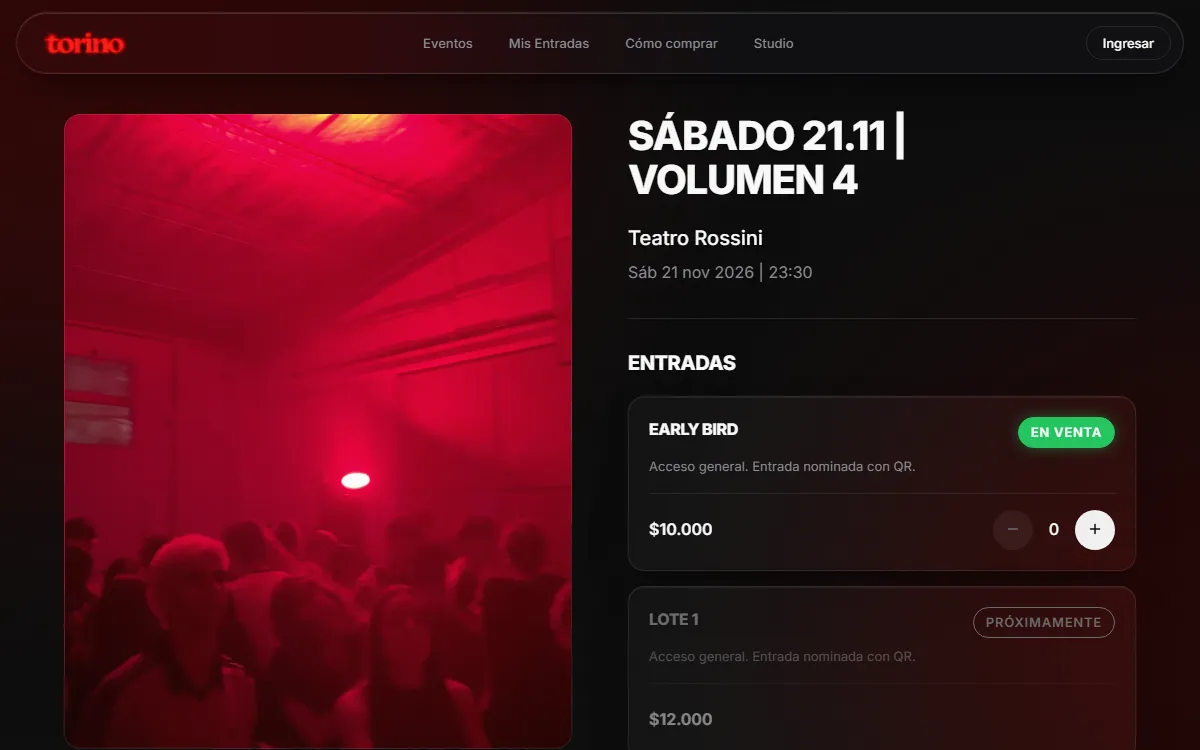 torino
Eventos
Mis Entradas
Cómo comprar
Studio
Ingresar
SÁBADO 21.11 |
VOLUMEN 4
Teatro Rossini
Sáb 21 nov 2026 | 23:30
ENTRADAS
EARLY BIRD
EN VENTA
Acceso general. Entrada nominada con QR.
$10.000
− 0 +
LOTE 1
PRÓXIMAMENTE
Acceso general. Entrada nominada con QR.
$12.000